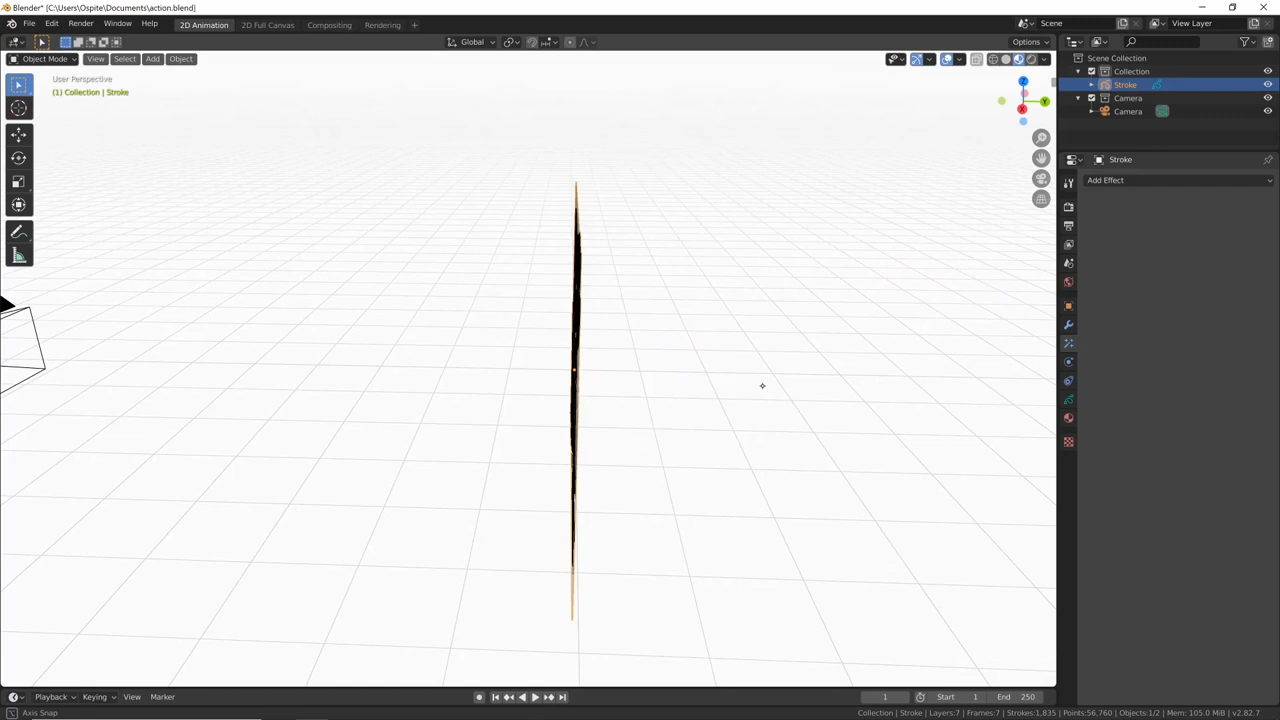 Blender* [C:\Users\Ospite\Documents\action.blend]
File Edit Render Window Help 2D Animation 2D Full Canvas Compositing Rendering + Scene View Layer
Global Options
Object Mode View Select Add Object
User Perspective
(1) Collection | Stroke
Z
Y
X
Scene Collection
Collection
Stroke
Camera
Camera
Stroke
Add Effect
Playback Keying View Marker 1 Start 1 End 250
Axis Snap Collection | Stroke | Layers:7 | Frames:7 | Strokes:1,835 | Points:56,760 | Objects:1/2 | Mem: 105.0 MiB | v2.82.7